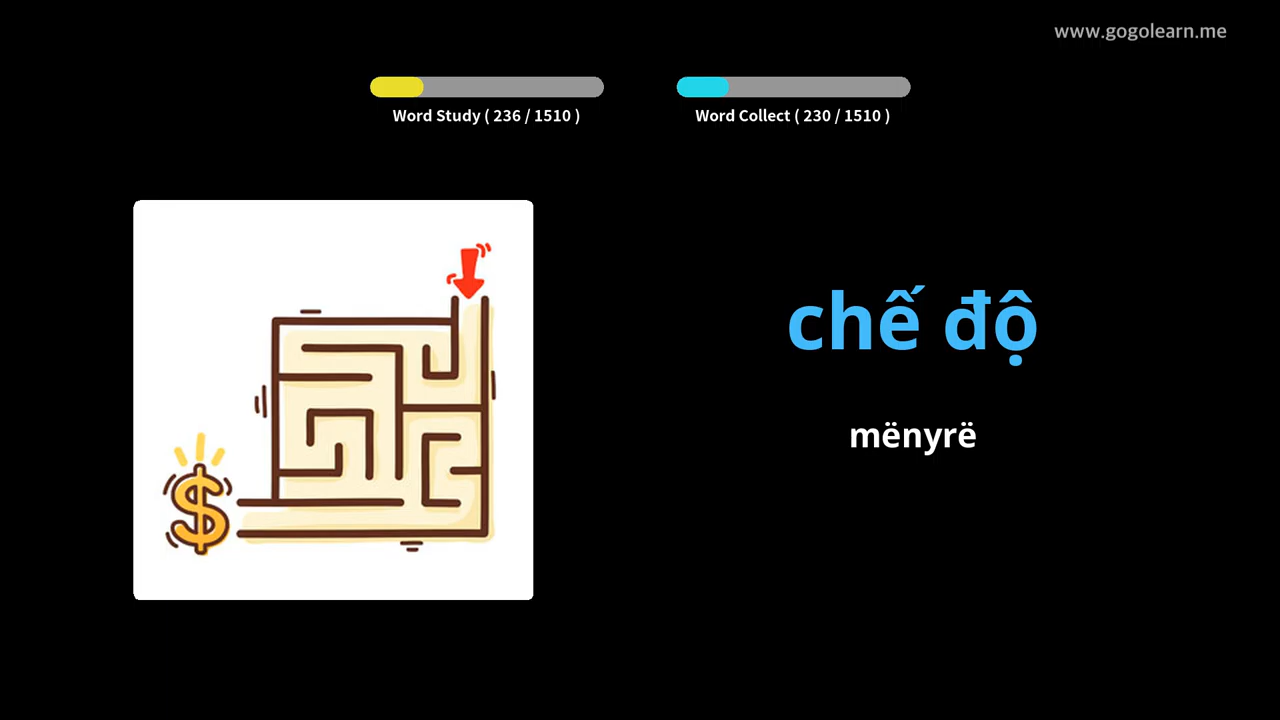 www.gogolearn.me
Word Study ( 236 / 1510 )
Word Collect ( 230 / 1510 )
$
chế độ
mënyrë